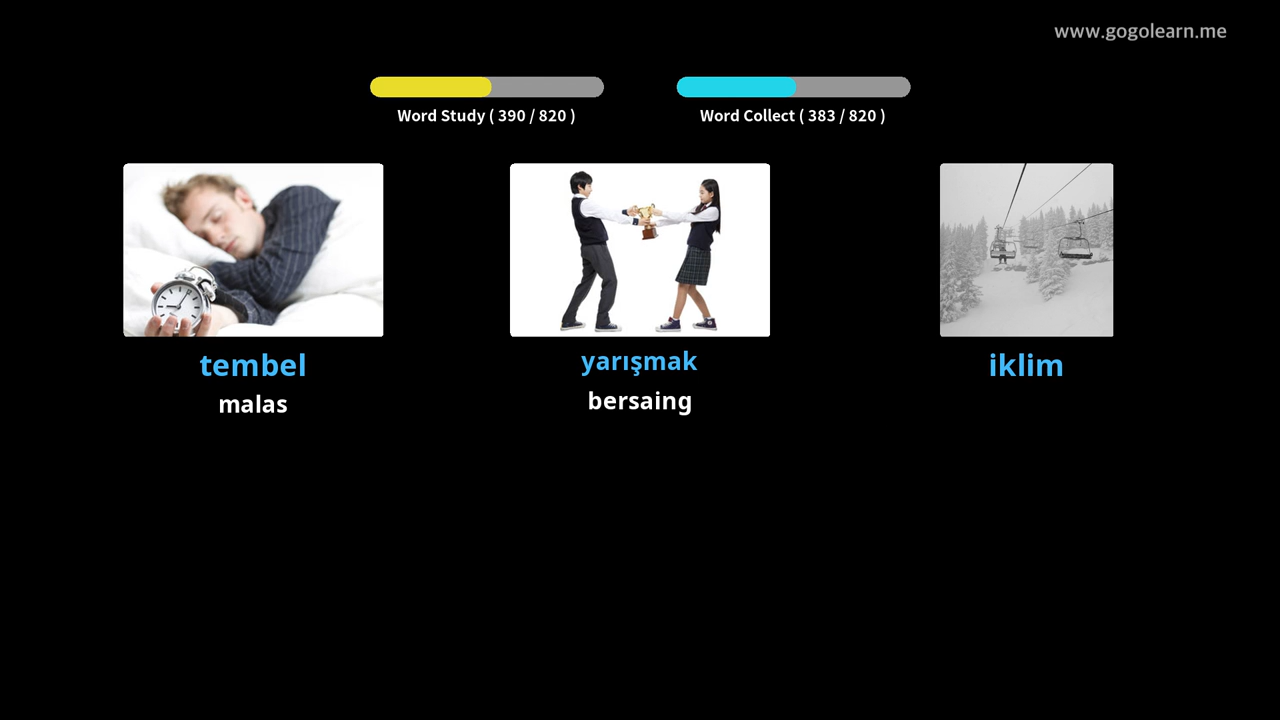 www.gogolearn.me
Word Study ( 390 / 820 )
Word Collect ( 383 / 820 )
tembel
malas
yarışmak
bersaing
iklim